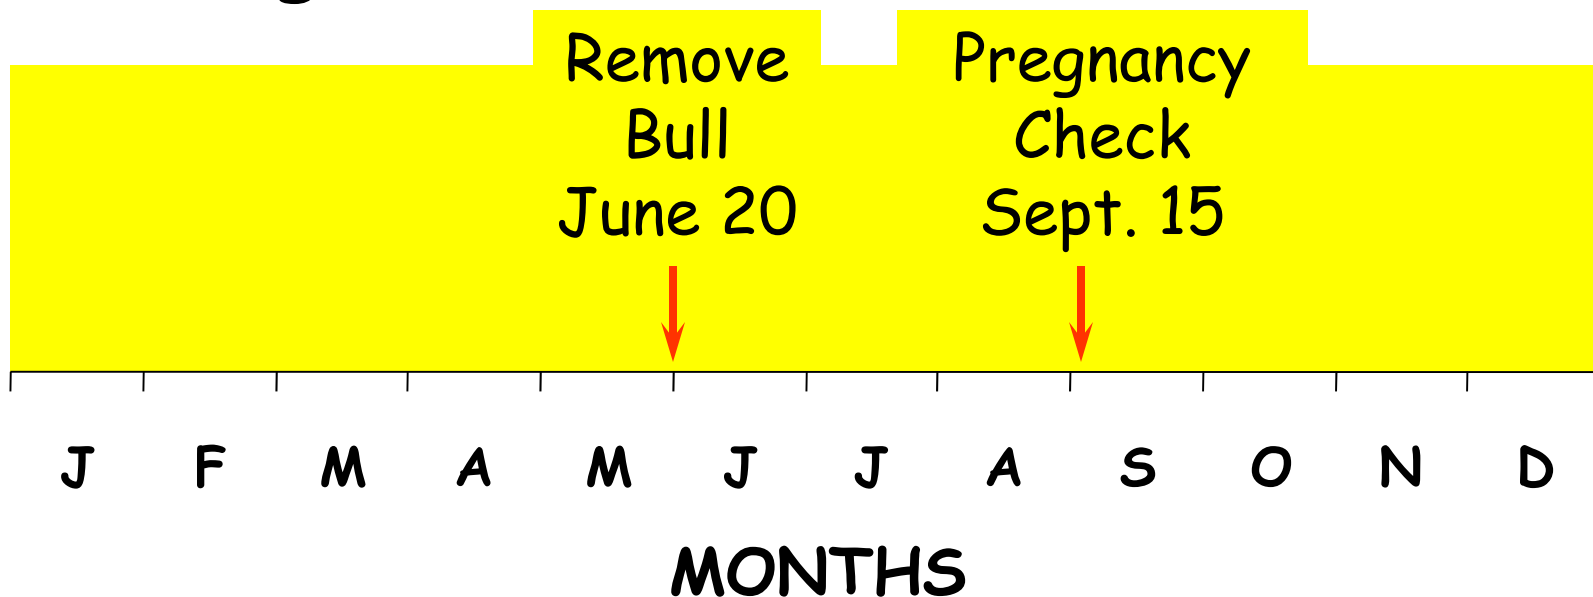 Remove
Bull
June 20
Pregnancy
Check
Sept. 15
J F M A M J J A S O N D
MONTHS